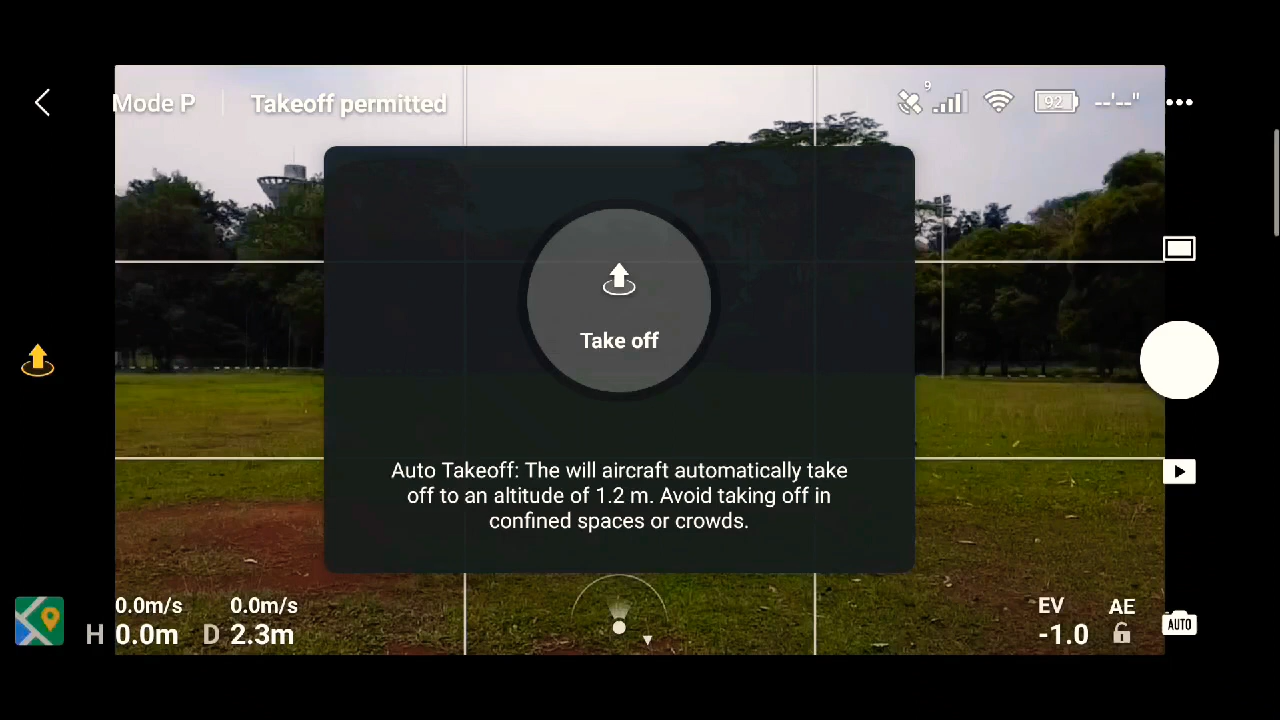 Mode P
Takeoff permitted
9
92
--'--"
Take off
Auto Takeoff: The will aircraft automatically take
off to an altitude of 1.2 m. Avoid taking off in
confined spaces or crowds.
0.0m/s 0.0m/s
H 0.0m D 2.3m
EV AE
-1.0
AUTO